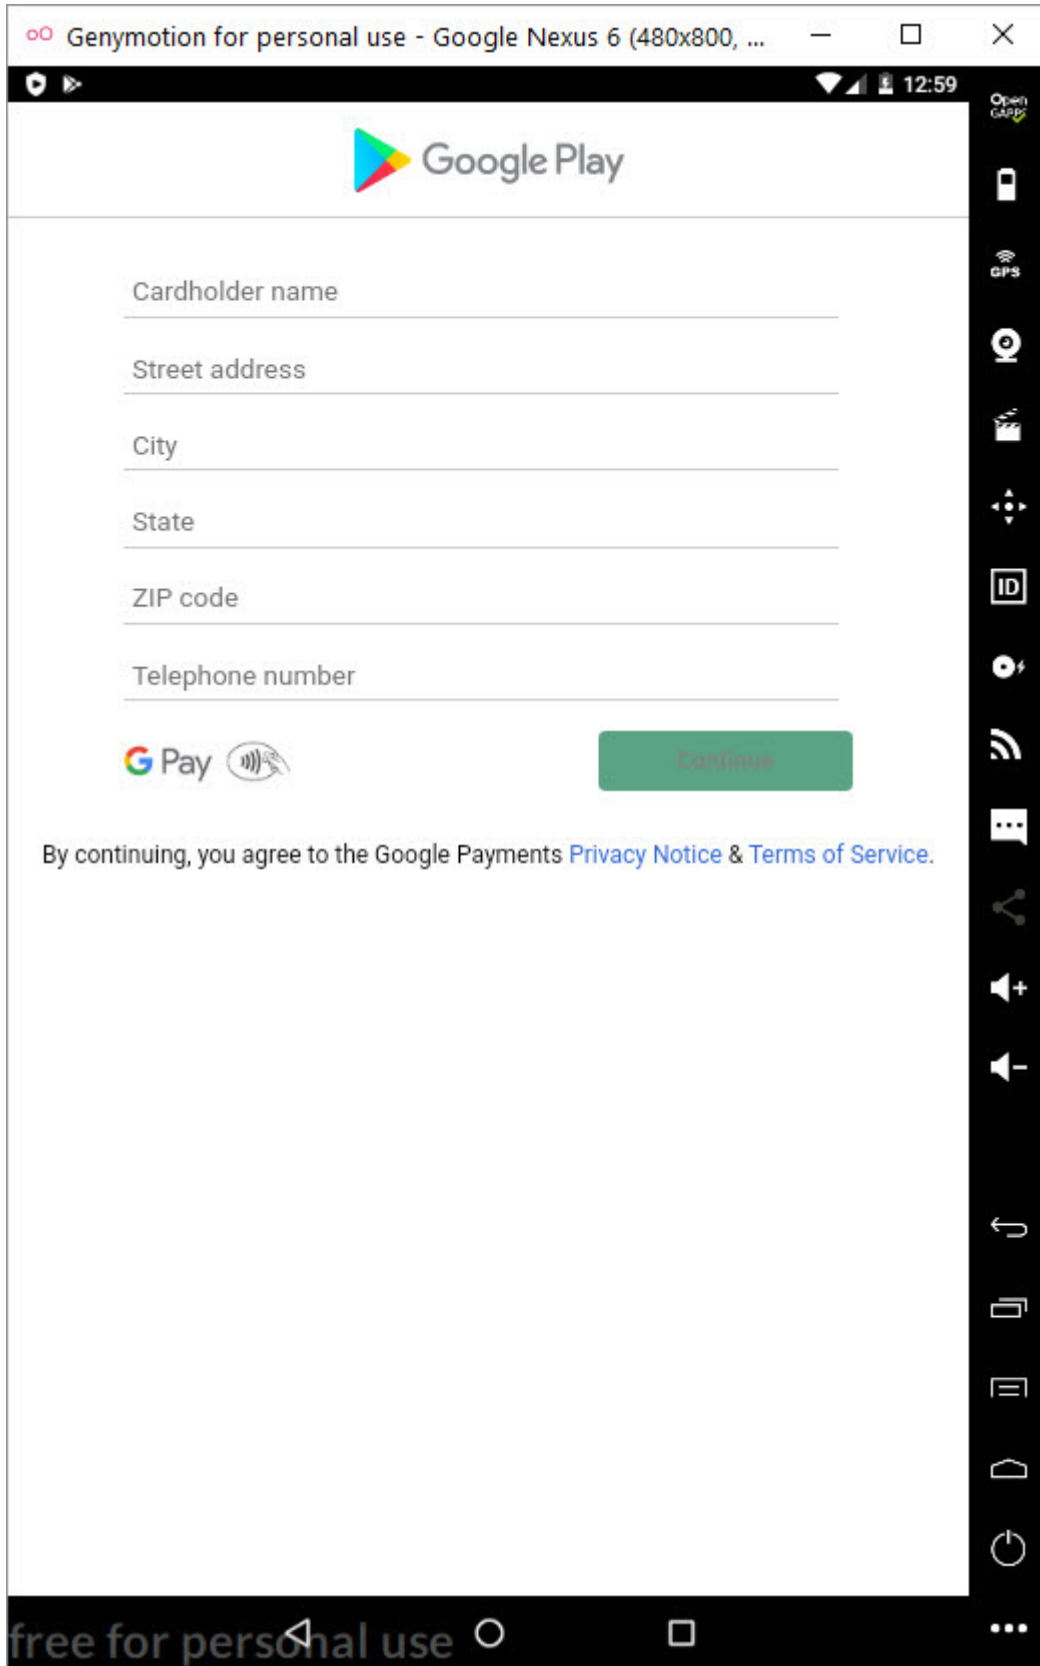 Genymotion for personal use - Google Nexus 6 (480x800, ...
12:59
Open
GAPPS
Google Play
GPS
Cardholder name
Street address
City
State
ID
ZIP code
Telephone number
G Pay
Continue
By continuing, you agree to the Google Payments Privacy Notice & Terms of Service.
free for personal use